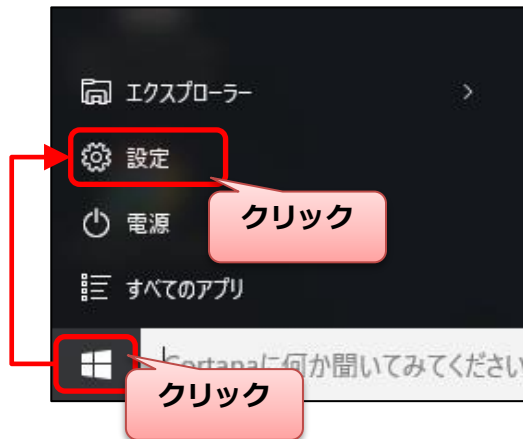 エクスプローラー
設定
電源
クリック
すべてのアプリ
Cortanaに何か聞いてみてください
クリック